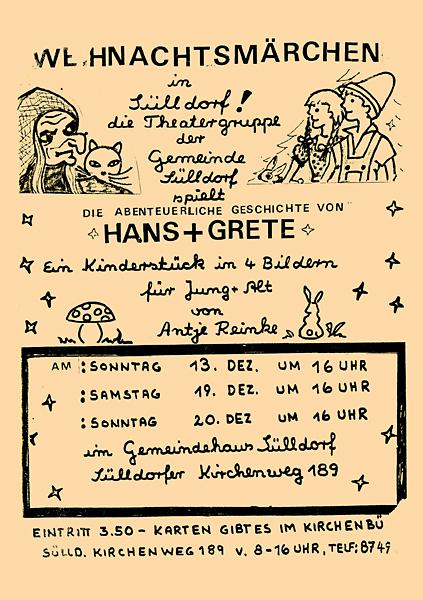 WEIHNACHTSMÄRCHEN
in
Sülldorf!
die Theatergruppe
der
Gemeinde
Sülldorf
spielt
DIE ABENTEUERLICHE GESCHICHTE VON
HANS + GRETE
Ein Kinderstück in 4 Bildern
für Jung + Alt
von
Antje Reinke
AM: SONNTAG 13. DEZ. UM 16 UHR
: SAMSTAG 19. DEZ. UM 16 UHR
: SONNTAG 20. DEZ UM 16 UHR
im Gemeindehaus Sülldorf
Sülldorfer Kirchenweg 189
EINTRITT 3.50 - KARTEN GIBTES IM KIRCHENBÜ
SÜLLD. KIRCHENWEG 189 V. 8-16 UHR, TELF: 8749